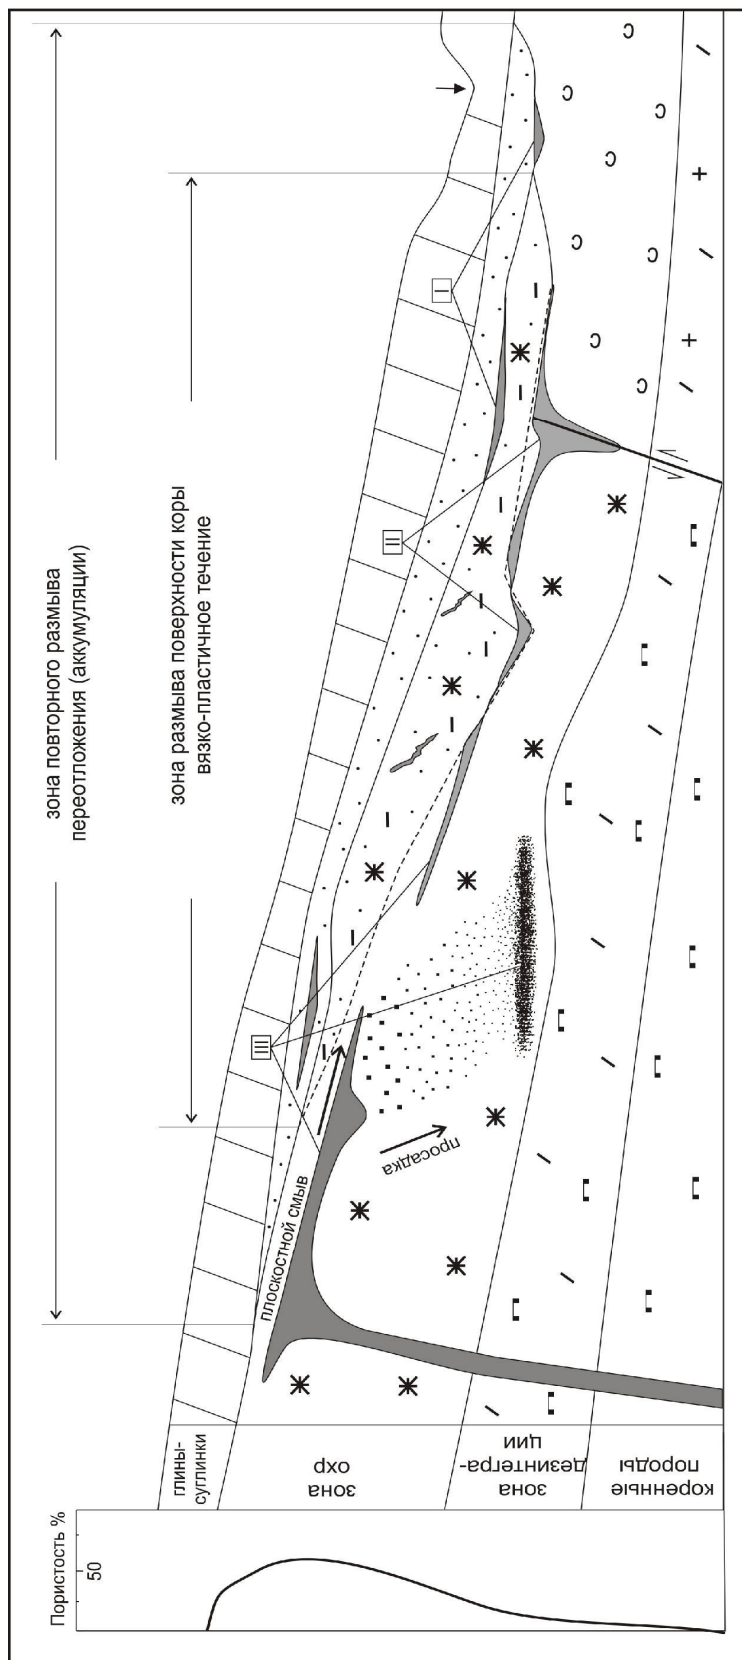 зона повторного размыва
переотложения (аккумуляции)
зона размыва поверхности коры
вязко-пластичное течение
I
II
III
плоскостной смыв
просадка
глины-
суглинки
зона
охр
зона
дезинтегра-
ции
коренные
породы
Пористость %
50